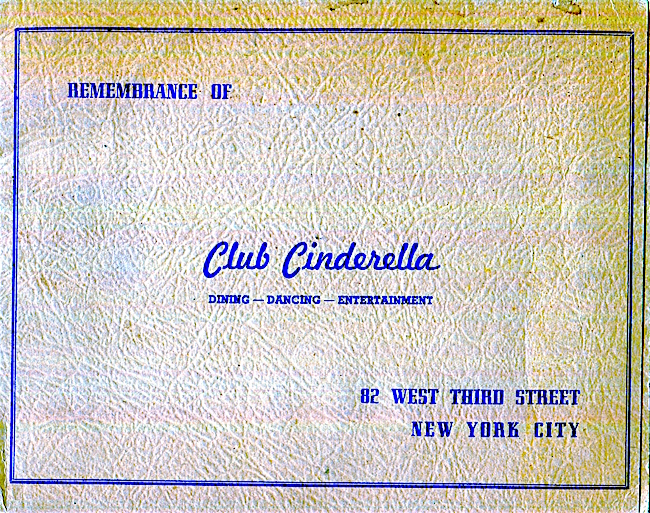 REMEMBRANCE OF
Club Cinderella
DINING — DANCING — ENTERTAINMENT
82 WEST THIRD STREET
NEW YORK CITY